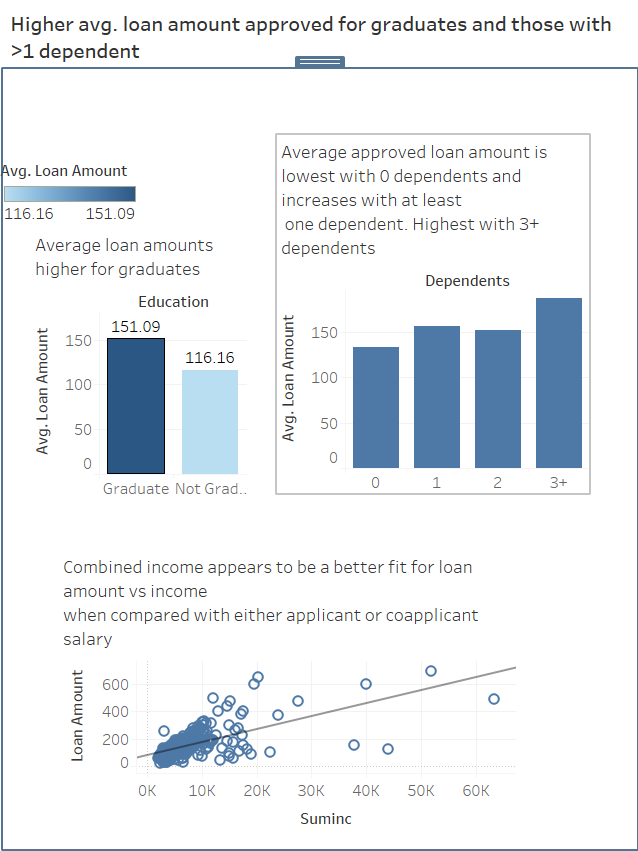 Higher avg. loan amount approved for graduates and those with
>1 dependent
Avg. Loan Amount
116.16 151.09
Average loan amounts
higher for graduates
Education
Avg. Loan Amount
150
100
50
0
151.09
116.16
Graduate Not Grad..
Average approved loan amount is
lowest with 0 dependents and
increases with at least
one dependent. Highest with 3+
dependents
Dependents
Avg. Loan Amount
150
100
50
0
0 1 2 3+
Combined income appears to be a better fit for loan
amount vs income
when compared with either applicant or coapplicant
salary
Loan Amount
600
400
200
0
0K 10K 20K 30K 40K 50K 60K
Suminc